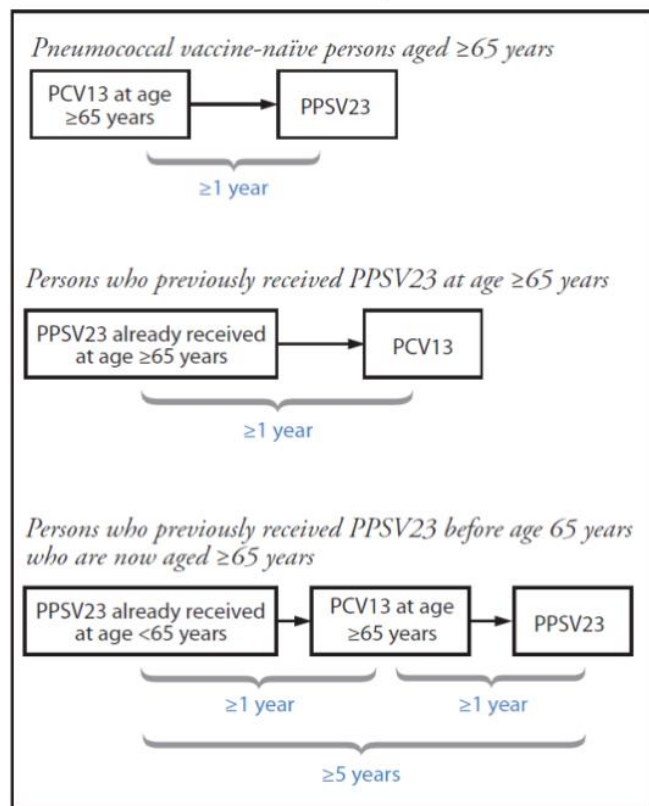 Pneumococcal vaccine-naïve persons aged ≥65 years
PCV13 at age
≥65 years
PPSV23
≥1 year
Persons who previously received PPSV23 at age ≥65 years
PPSV23 already received
at age ≥65 years
PCV13
≥1 year
Persons who previously received PPSV23 before age 65 years
who are now aged ≥65 years
PPSV23 already received
at age <65 years
PCV13 at age
≥65 years
PPSV23
≥1 year
≥1 year
≥5 years